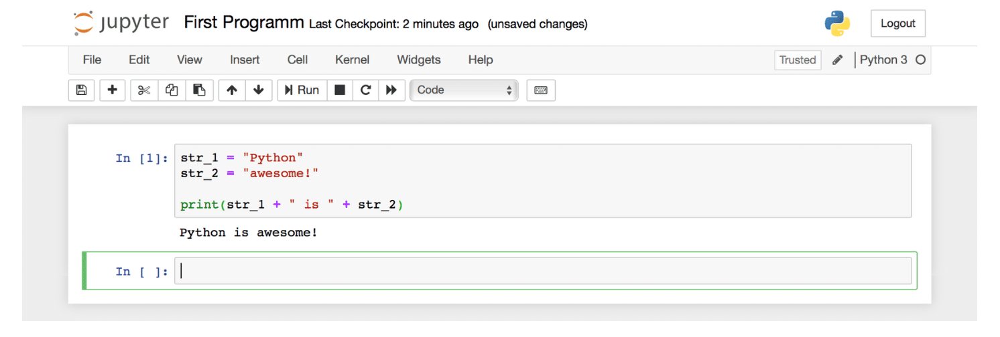 jupyter First Programm Last Checkpoint: 2 minutes ago (unsaved changes) Logout
File Edit View Insert Cell Kernel Widgets Help Trusted Python 3
Run Code
In [1]: str_1 = "Python"
str_2 = "awesome!"
print(str_1 + " is " + str_2)
Python is awesome!
In [ ]: